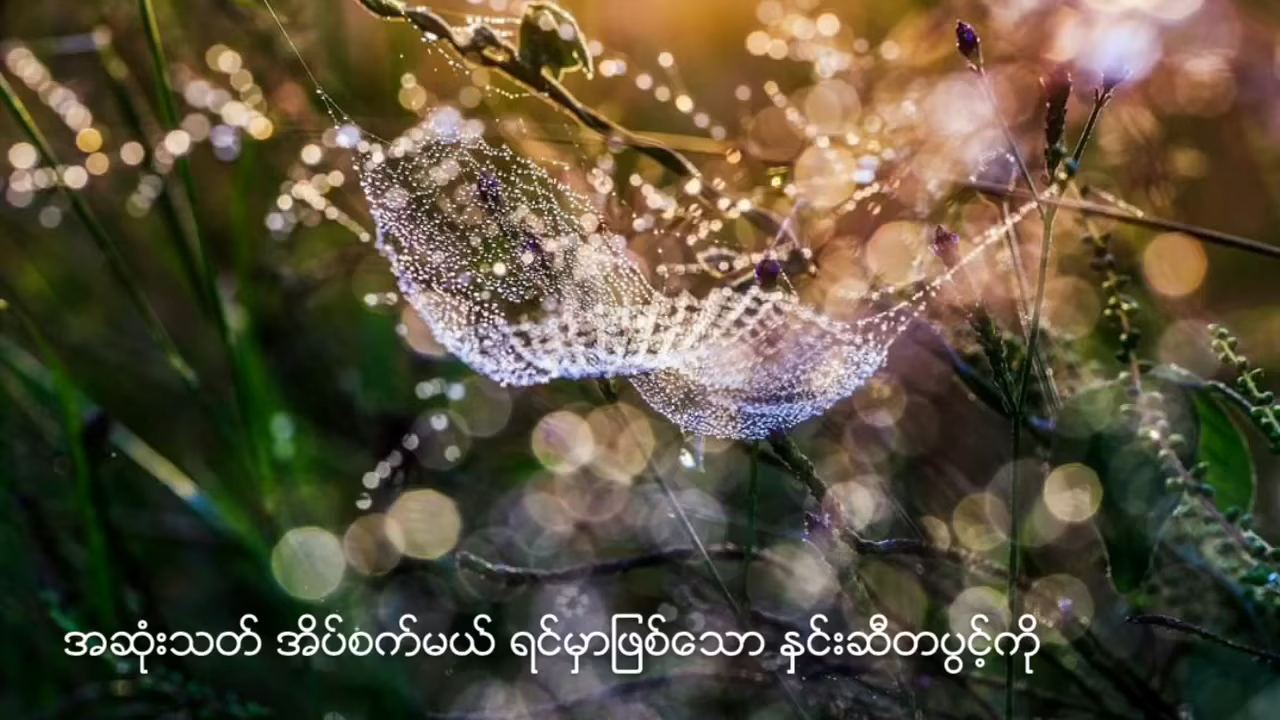 အဆုံးသတ် အိပ်စက်မယ် ရင်မှာဖြစ်သော နှင်းဆီတပွင့်ကို